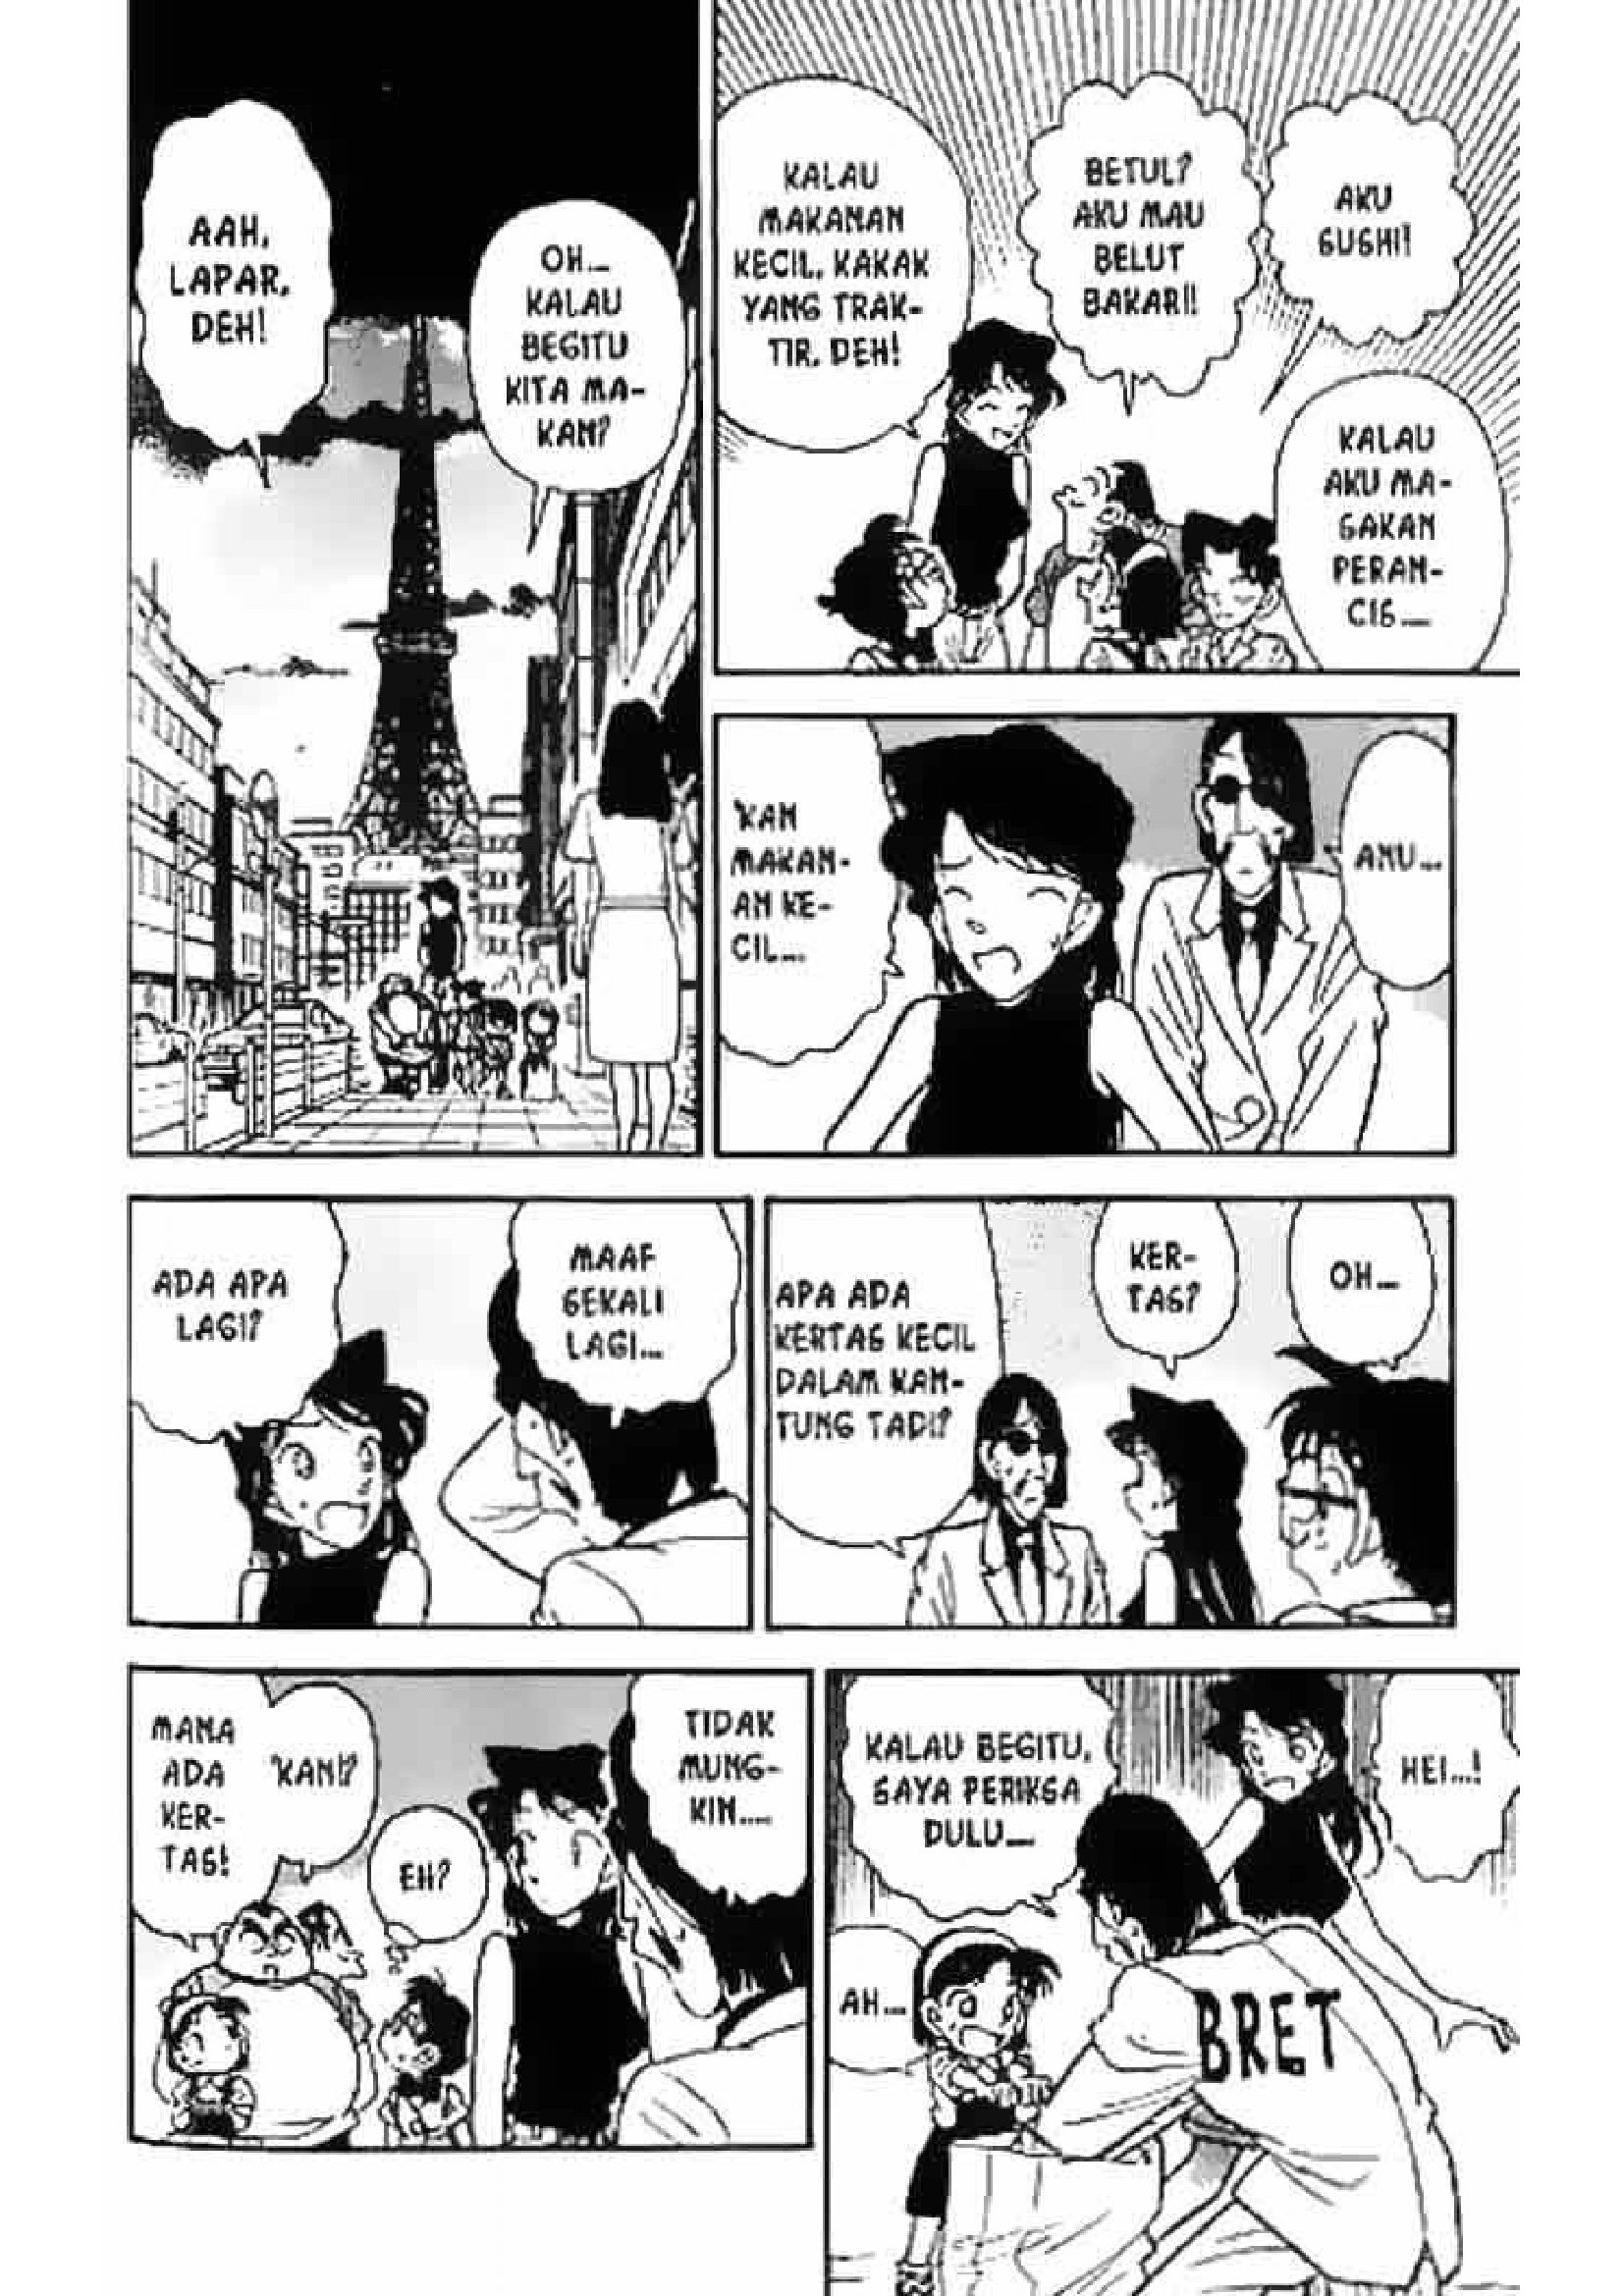 AAH,
LAPAR,
DEH!
OH...
KALAU
BEGITU
KITA MA-
KAN?
KALAU
MAKANAN
KECIL, KAKAK
YANG TRAK-
TIR, DEH!
BETUL?
AKU MAU
BELUT
BAKAR!!
AKU
SUSHI!
KALAU
AKU MA-
SAKAN
PERAN-
CIS...
'KAN
MAKAN-
AN KE-
CIL...
ANU...
ADA APA
LAGI?
MAAF
SEKALI
LAGI...
APA ADA
KERTAS KECIL
DALAM KAN-
TUNG TADI?
KER-
TAS?
OH...
MANA
ADA
KER-
TAS!
'KAN!?
EH?
TIDAK
MUNG-
KIN....
KALAU BEGITU,
SAYA PERIKSA
DULU...
HEI...!
AH...
BRET